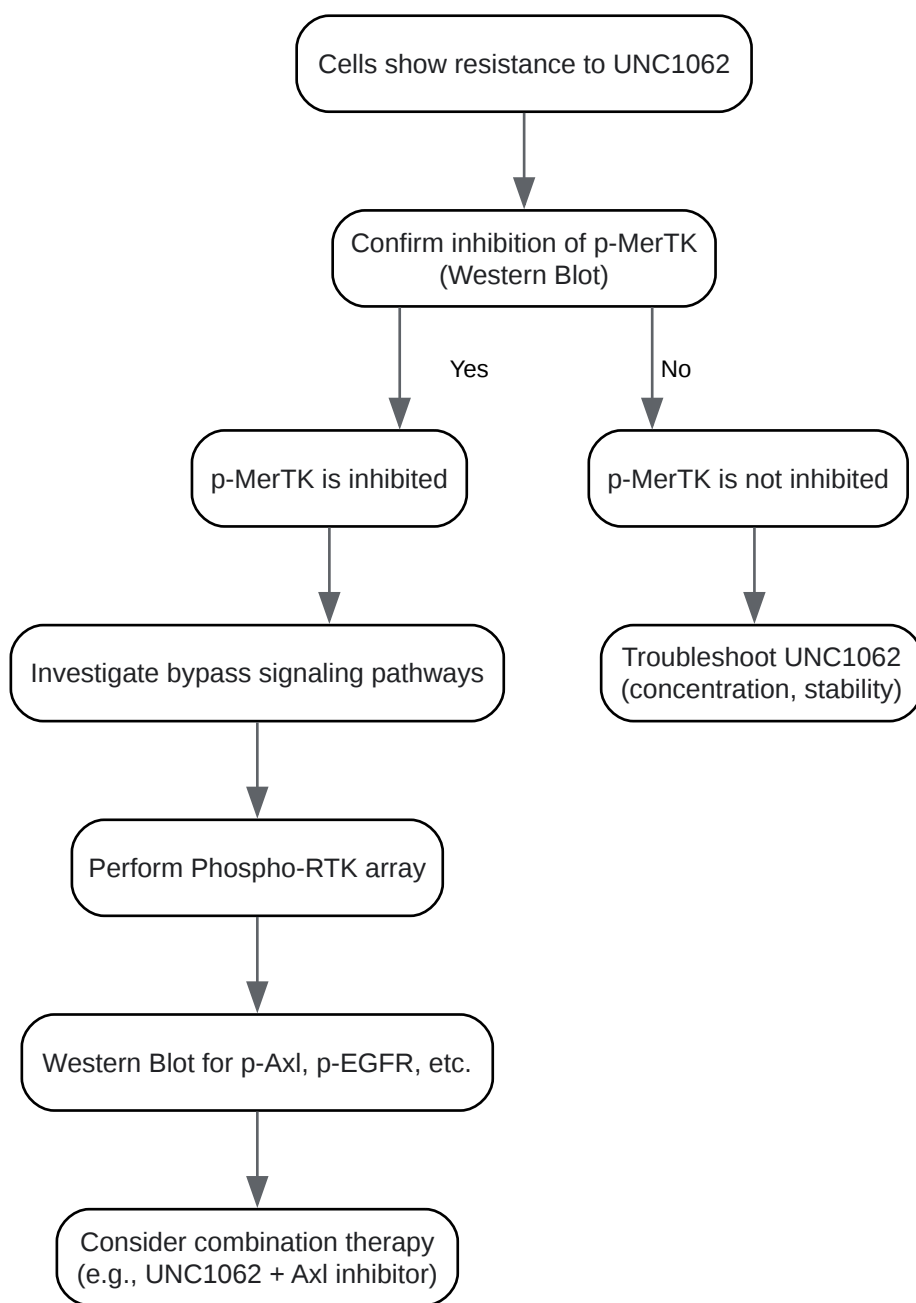 Cells show resistance to UNC1062
Confirm inhibition of p-MerTK
(Western Blot)
Yes
No
p-MerTK is inhibited
p-MerTK is not inhibited
Investigate bypass signaling pathways
Troubleshoot UNC1062
(concentration, stability)
Perform Phospho-RTK array
Western Blot for p-Axl, p-EGFR, etc.
Consider combination therapy
(e.g., UNC1062 + Axl inhibitor)